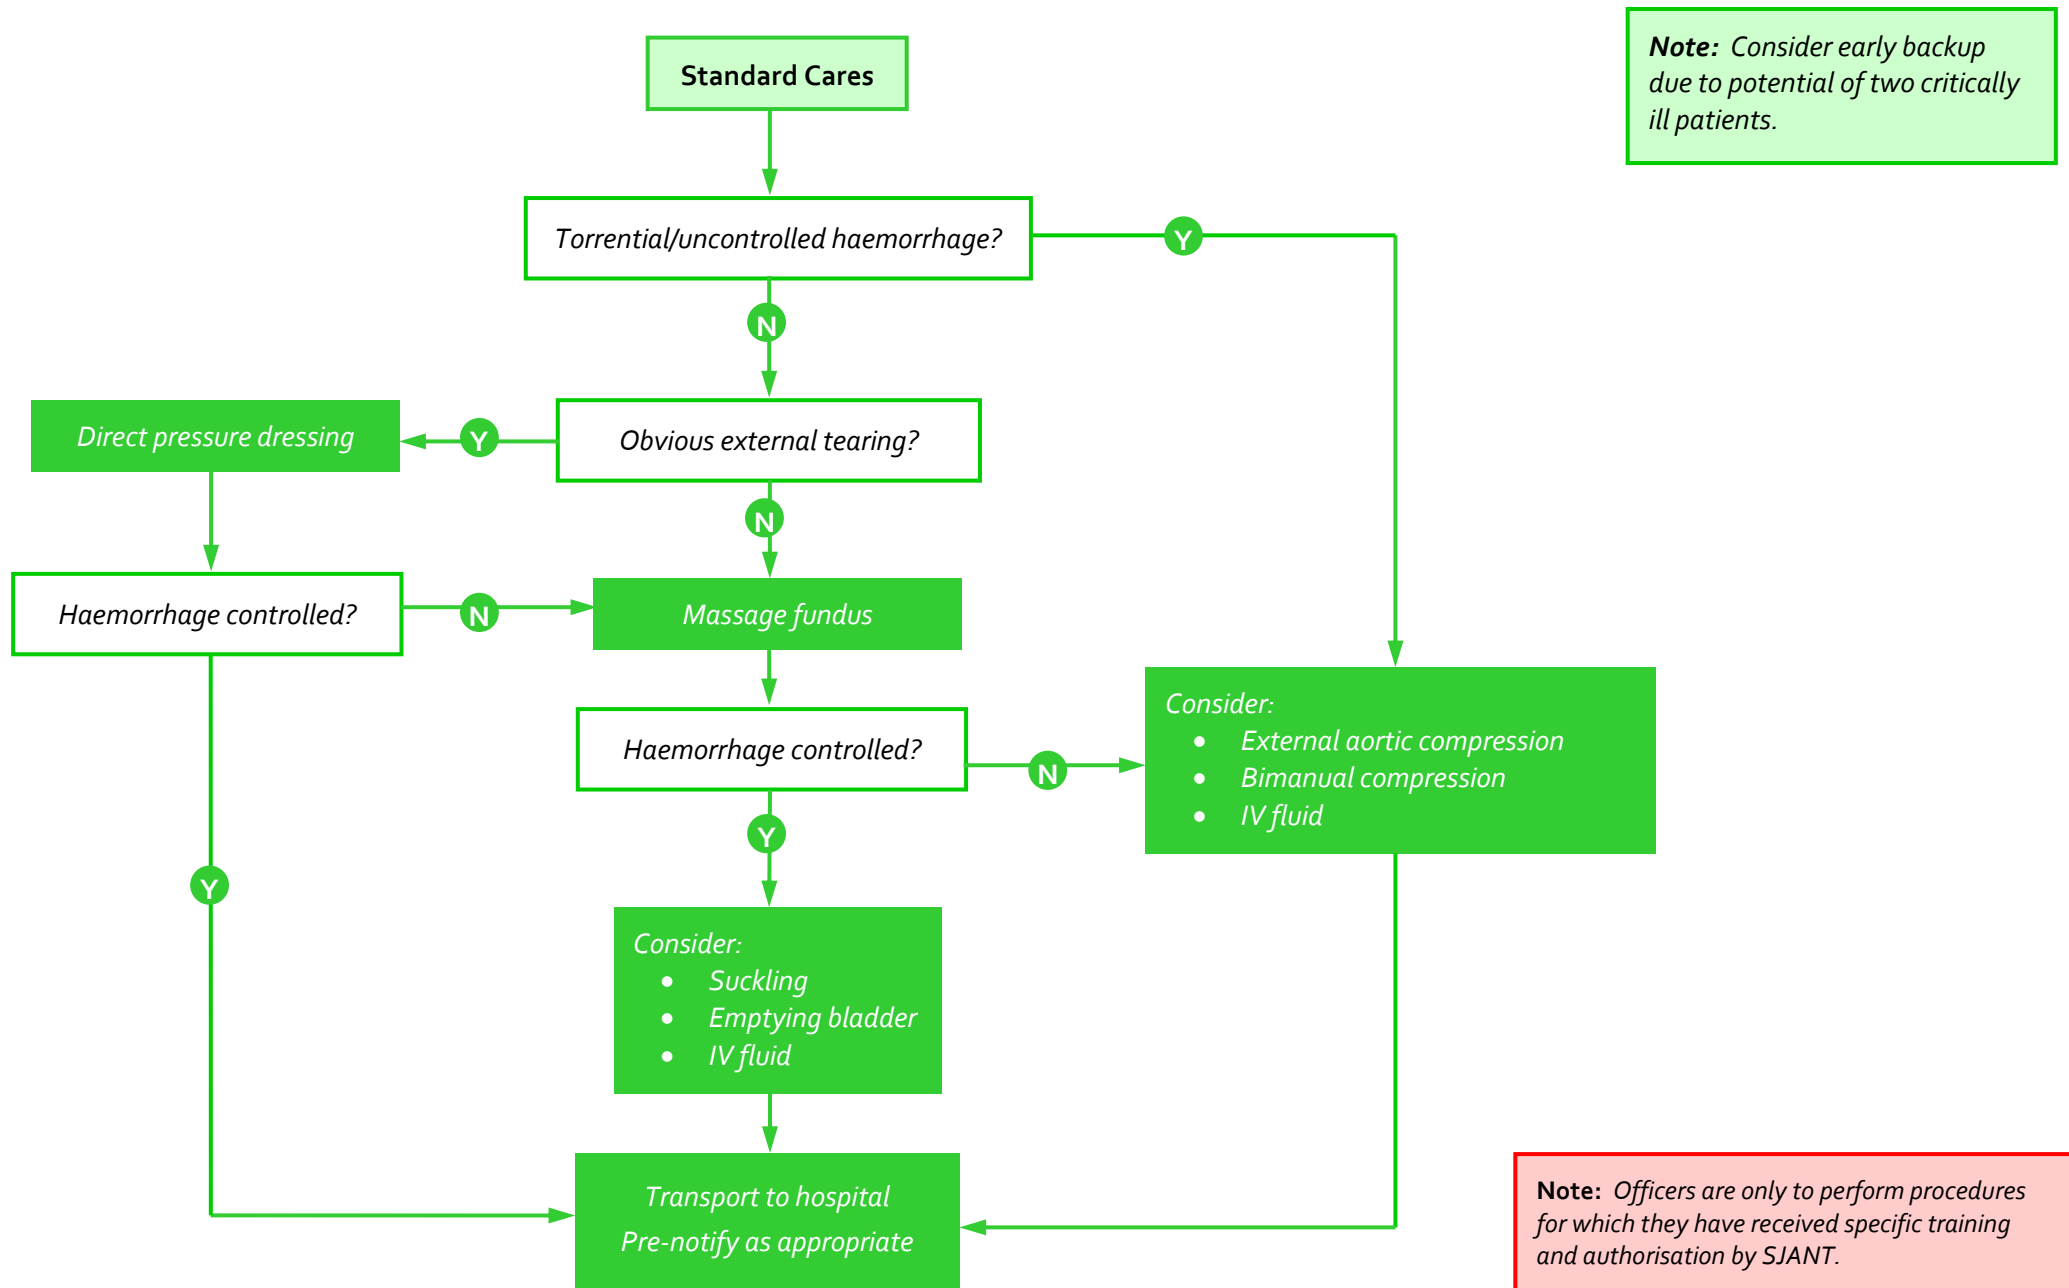 Standard Cares
Note: Consider early backup
due to potential of two critically
ill patients.
Torrential/uncontrolled haemorrhage?
Y
N
Direct pressure dressing
Y
Obvious external tearing?
N
Haemorrhage controlled?
N
Massage fundus
Haemorrhage controlled?
N
Consider:
• External aortic compression
• Bimanual compression
• IV fluid
Y
Y
Consider:
• Suckling
• Emptying bladder
• IV fluid
Transport to hospital
Pre-notify as appropriate
Note: Officers are only to perform procedures
for which they have received specific training
and authorisation by SJANT.